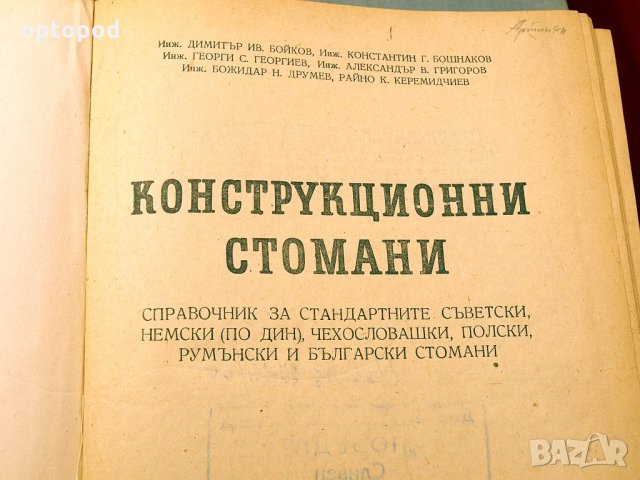 optopod
Инж. ДИМИТЪР ИВ. БОЙКОВ, Инж. КОНСТАНТИН Г. БОШНАКОВ
Инж. ГЕОРГИ С. ГЕОРГИЕВ, Инж. АЛЕКСАНДЪР В. ГРИГОРОВ
Инж. БОЖИДАР Н. ДРУМЕВ, РАЙНО К. КЕРЕМИДЧИЕВ
КОНСТРУКЦИОННИ
СТОМАНИ
СПРАВОЧНИК ЗА СТАНДАРТНИТЕ СЪВЕТСКИ,
НЕМСКИ (ПО ДИН), ЧЕХОСЛОВАШКИ, ПОЛСКИ,
РУМЪНСКИ И БЪЛГАРСКИ СТОМАНИ
Сливен
BAZAR